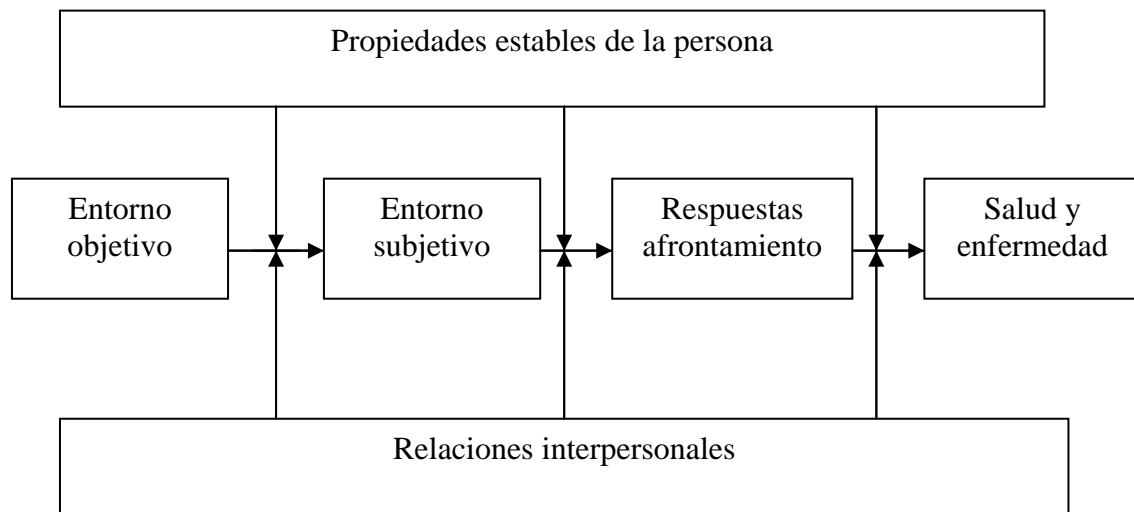 Propiedades estables de la persona
Entorno
objetivo
Entorno
subjetivo
Respuestas
afrontamiento
Salud y
enfermedad
Relaciones interpersonales